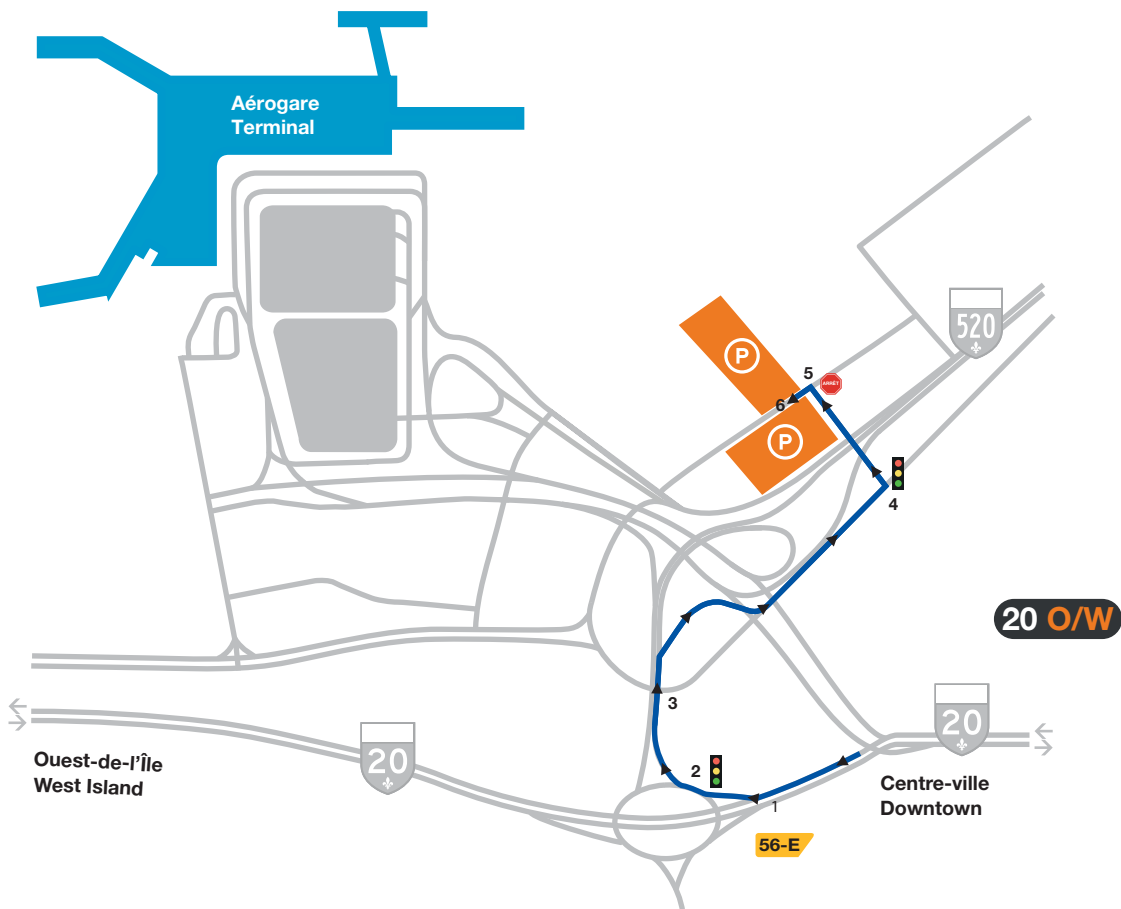 Aérogare
Terminal
520
P
5
ARRÊT
6
P
4
20 O/W
3
20
20
Ouest-de-l'Île
West Island
2
Centre-ville
Downtown
1
56-E